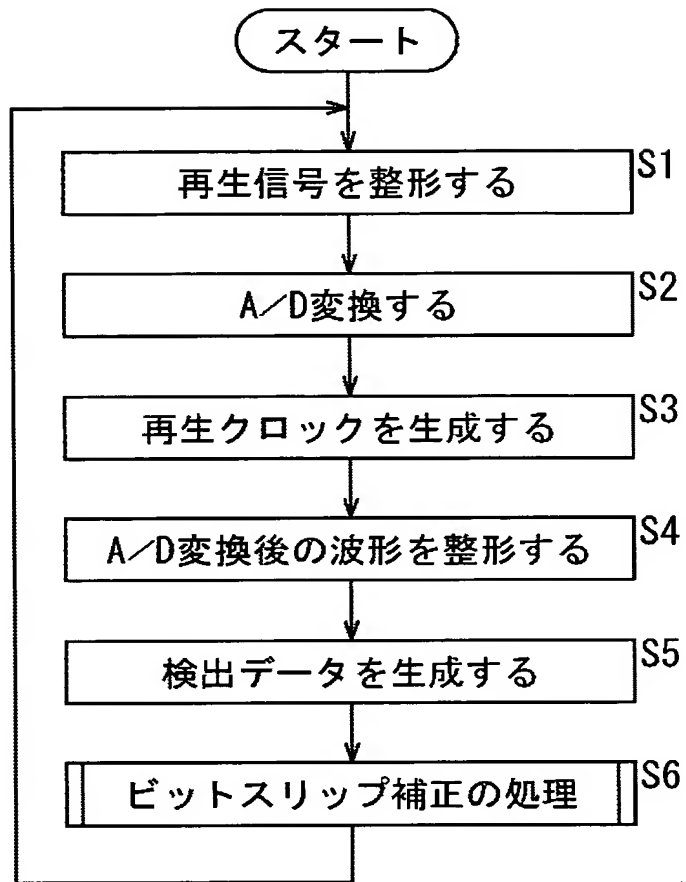 スタート
再生信号を整形する S1
A/D変換する S2
再生クロックを生成する S3
A/D変換後の波形を整形する S4
検出データを生成する S5
ビットスリップ補正の処理 S6